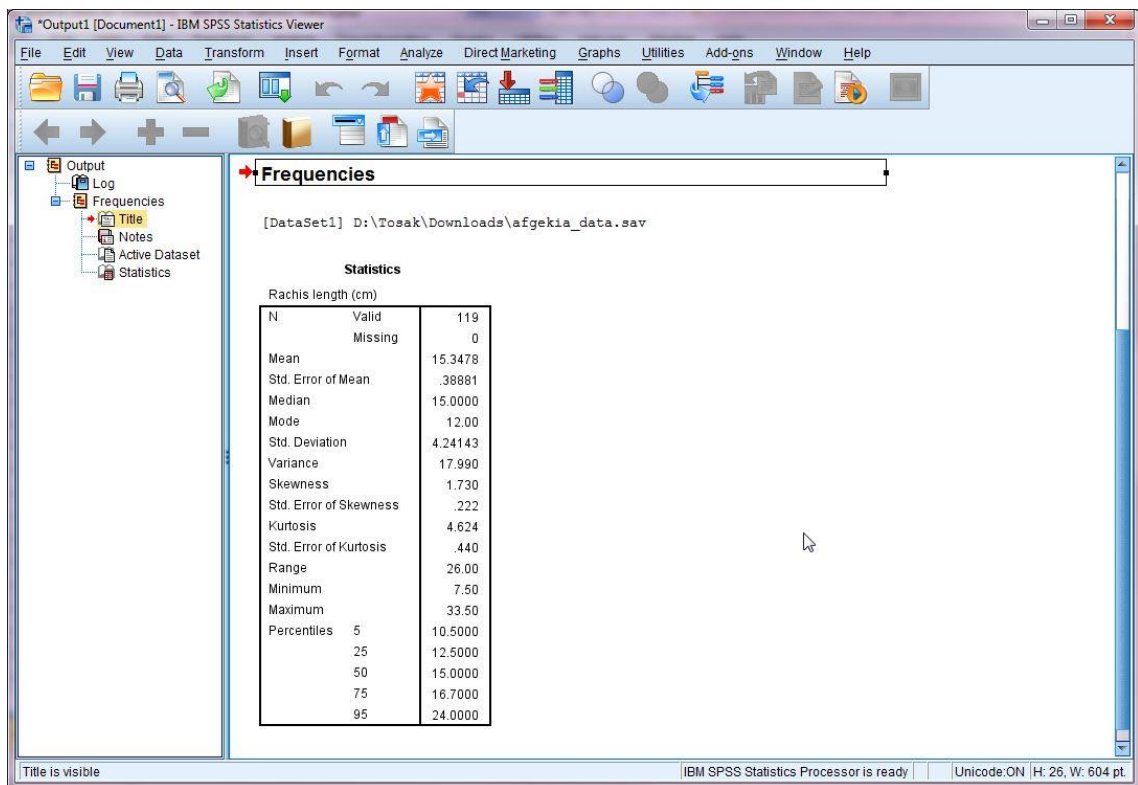 *Output1 [Document1] - IBM SPSS Statistics Viewer
File Edit View Data Transform Insert Format Analyze Direct Marketing Graphs Utilities Add-ons Window Help
Output
Log
Frequencies
Title
Notes
Active Dataset
Statistics
Frequencies
[DataSet1] D:\Tosak\Downloads\afgekia_data.sav
Statistics
Rachis length (cm)
N Valid 119
Missing 0
Mean 15.3478
Std. Error of Mean .38881
Median 15.0000
Mode 12.00
Std. Deviation 4.24143
Variance 17.990
Skewness 1.730
Std. Error of Skewness .222
Kurtosis 4.624
Std. Error of Kurtosis .440
Range 26.00
Minimum 7.50
Maximum 33.50
Percentiles 5 10.5000
25 12.5000
50 15.0000
75 16.7000
95 24.0000
Title is visible IBM SPSS Statistics Processor is ready Unicode:ON H: 26, W: 604 pt.